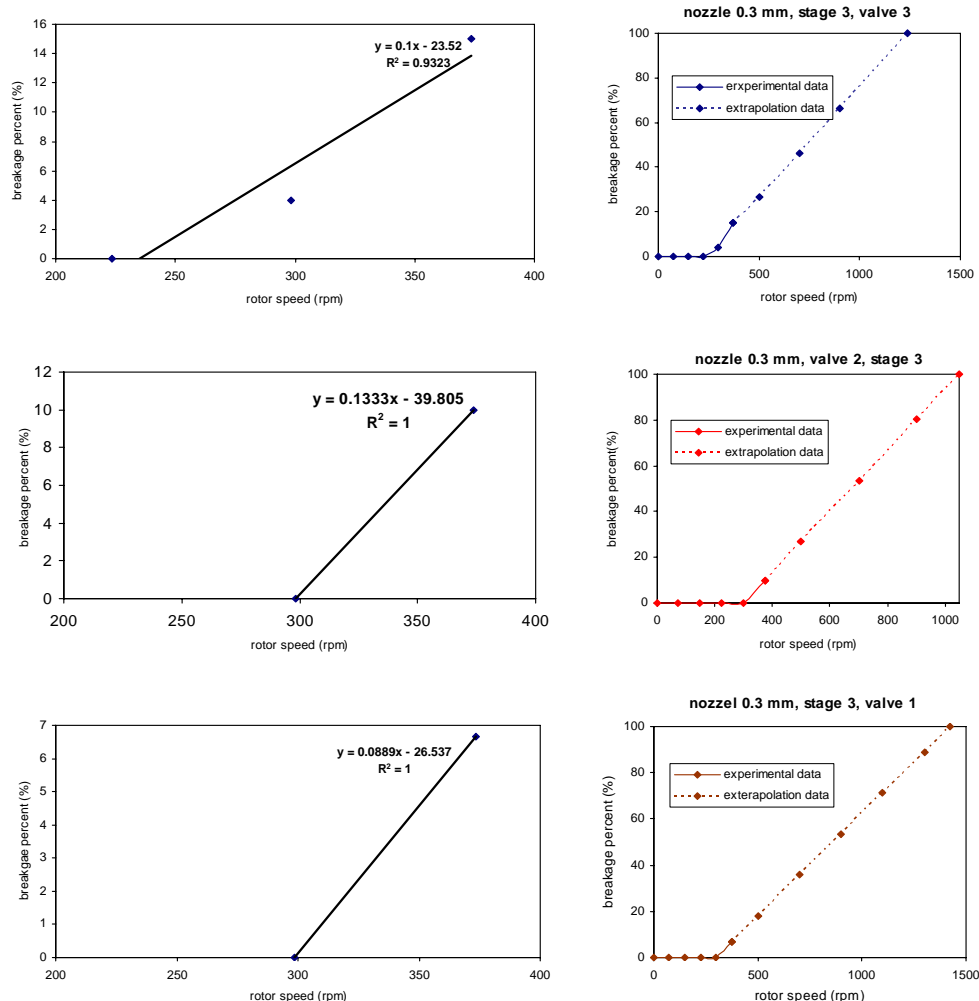 y = 0.1x - 23.52
R² = 0.9323
breakage percent (%)
16
14
12
10
8
6
4
2
0
200
250
300
350
400
rotor speed (rpm)
nozzle 0.3 mm, stage 3, valve 3
erxperimental data
extrapolation data
breakage percent (%)
100
80
60
40
20
0
0
500
1000
1500
rotor speed (rpm)
y = 0.1333x - 39.805
R² = 1
breakage percent (%)
12
10
8
6
4
2
0
200
250
300
350
400
rotor speed (rpm)
nozzle 0.3 mm, valve 2, stage 3
experimental data
extrapolation data
breakage percent(%)
100
80
60
40
20
0
0
200
400
600
800
1000
rotor speed (rpm)
y = 0.0889x - 26.537
R² = 1
breakgae percent (%)
7
6
5
4
3
2
1
0
200
250
300
350
400
rotor speed (rpm)
nozzel 0.3 mm, stage 3, valve 1
experimental data
exterapolation data
breakage percent (%)
100
80
60
40
20
0
0
500
1000
1500
rotor speed (rpm)